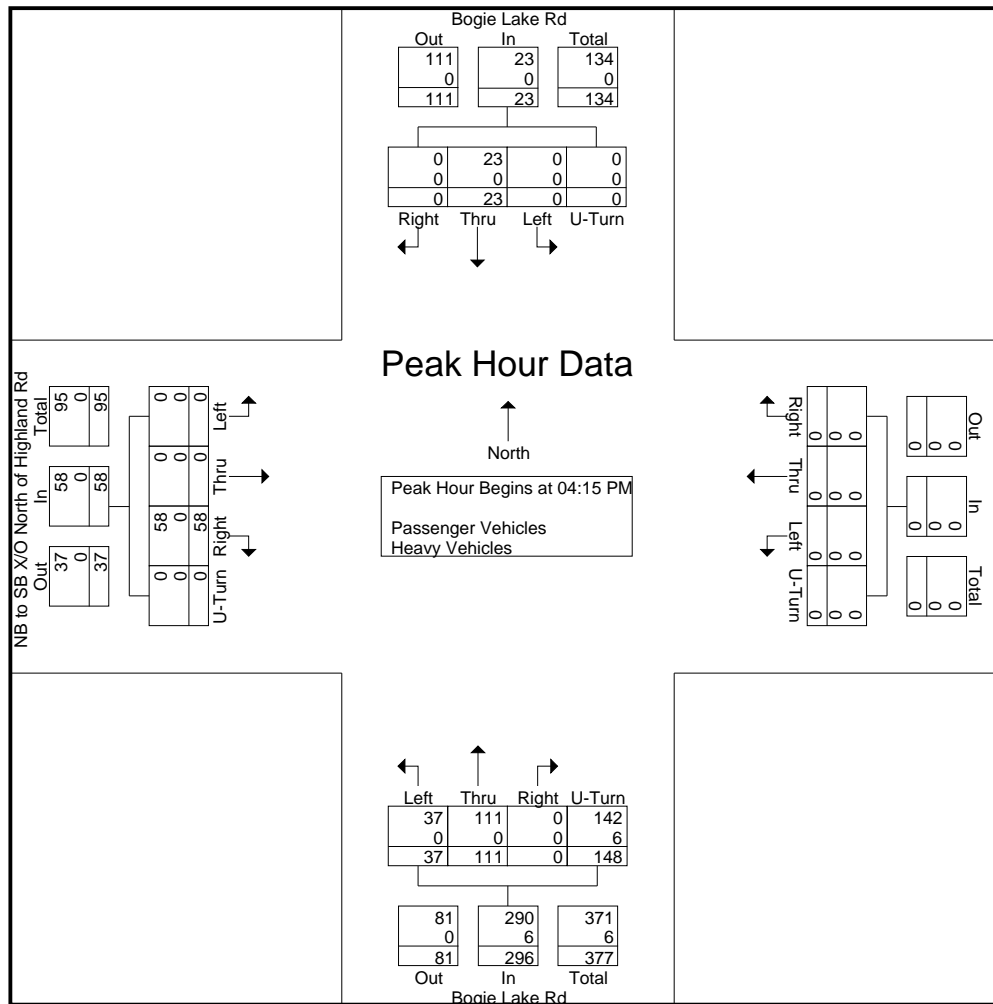 Bogie Lake Rd
Out In Total
111 23 134
0 0 0
111 23 134
0 23 0 0
0 0 0 0
0 23 0 0
Right Thru Left U-Turn
Peak Hour Data
North
Peak Hour Begins at 04:15 PM
Passenger Vehicles
Heavy Vehicles
NB to SB X/O North of Highland Rd
Out In Total
37 58 95
0 0 0
37 58 95
U-Turn Right Thru Left
0 58 0 0
0 0 0 0
0 58 0 0
Right Thru Left U-Turn
0 0 0 0
0 0 0 0
0 0 0 0
Out In Total
0 0 0
0 0 0
0 0 0
Left Thru Right U-Turn
37 111 0 142
0 0 0 6
37 111 0 148
81 290 371
0 6 6
81 296 377
Out In Total
Bogie Lake Rd